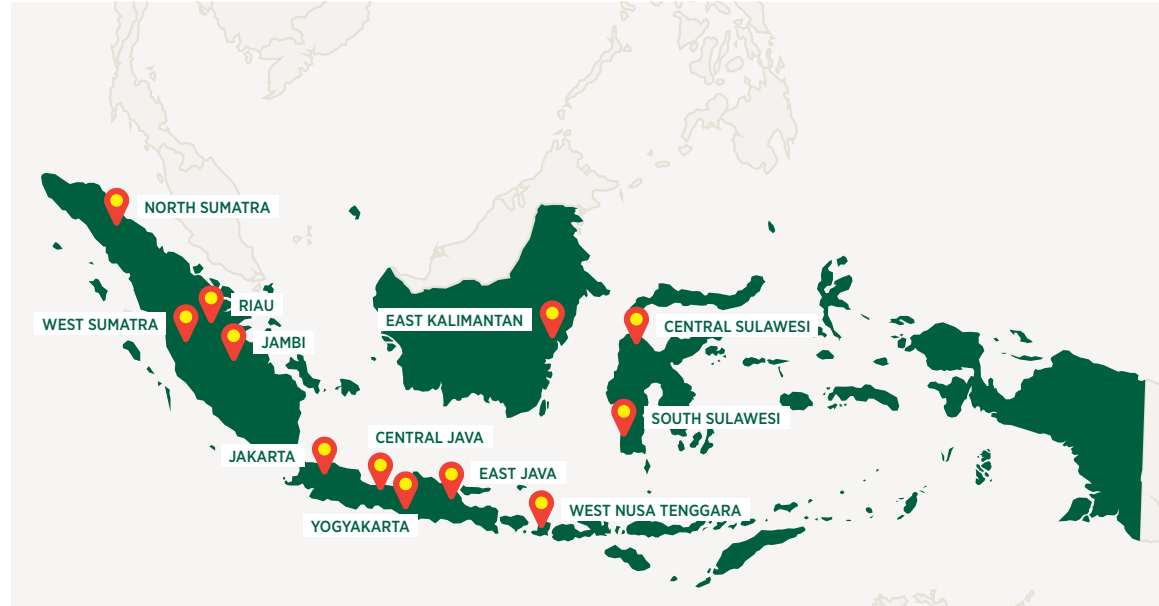 NORTH SUMATRA
RIAU
WEST SUMATRA
JAMBI
EAST KALIMANTAN
CENTRAL SULAWESI
SOUTH SULAWESI
CENTRAL JAVA
JAKARTA
EAST JAVA
WEST NUSA TENGGARA
YOGYAKARTA